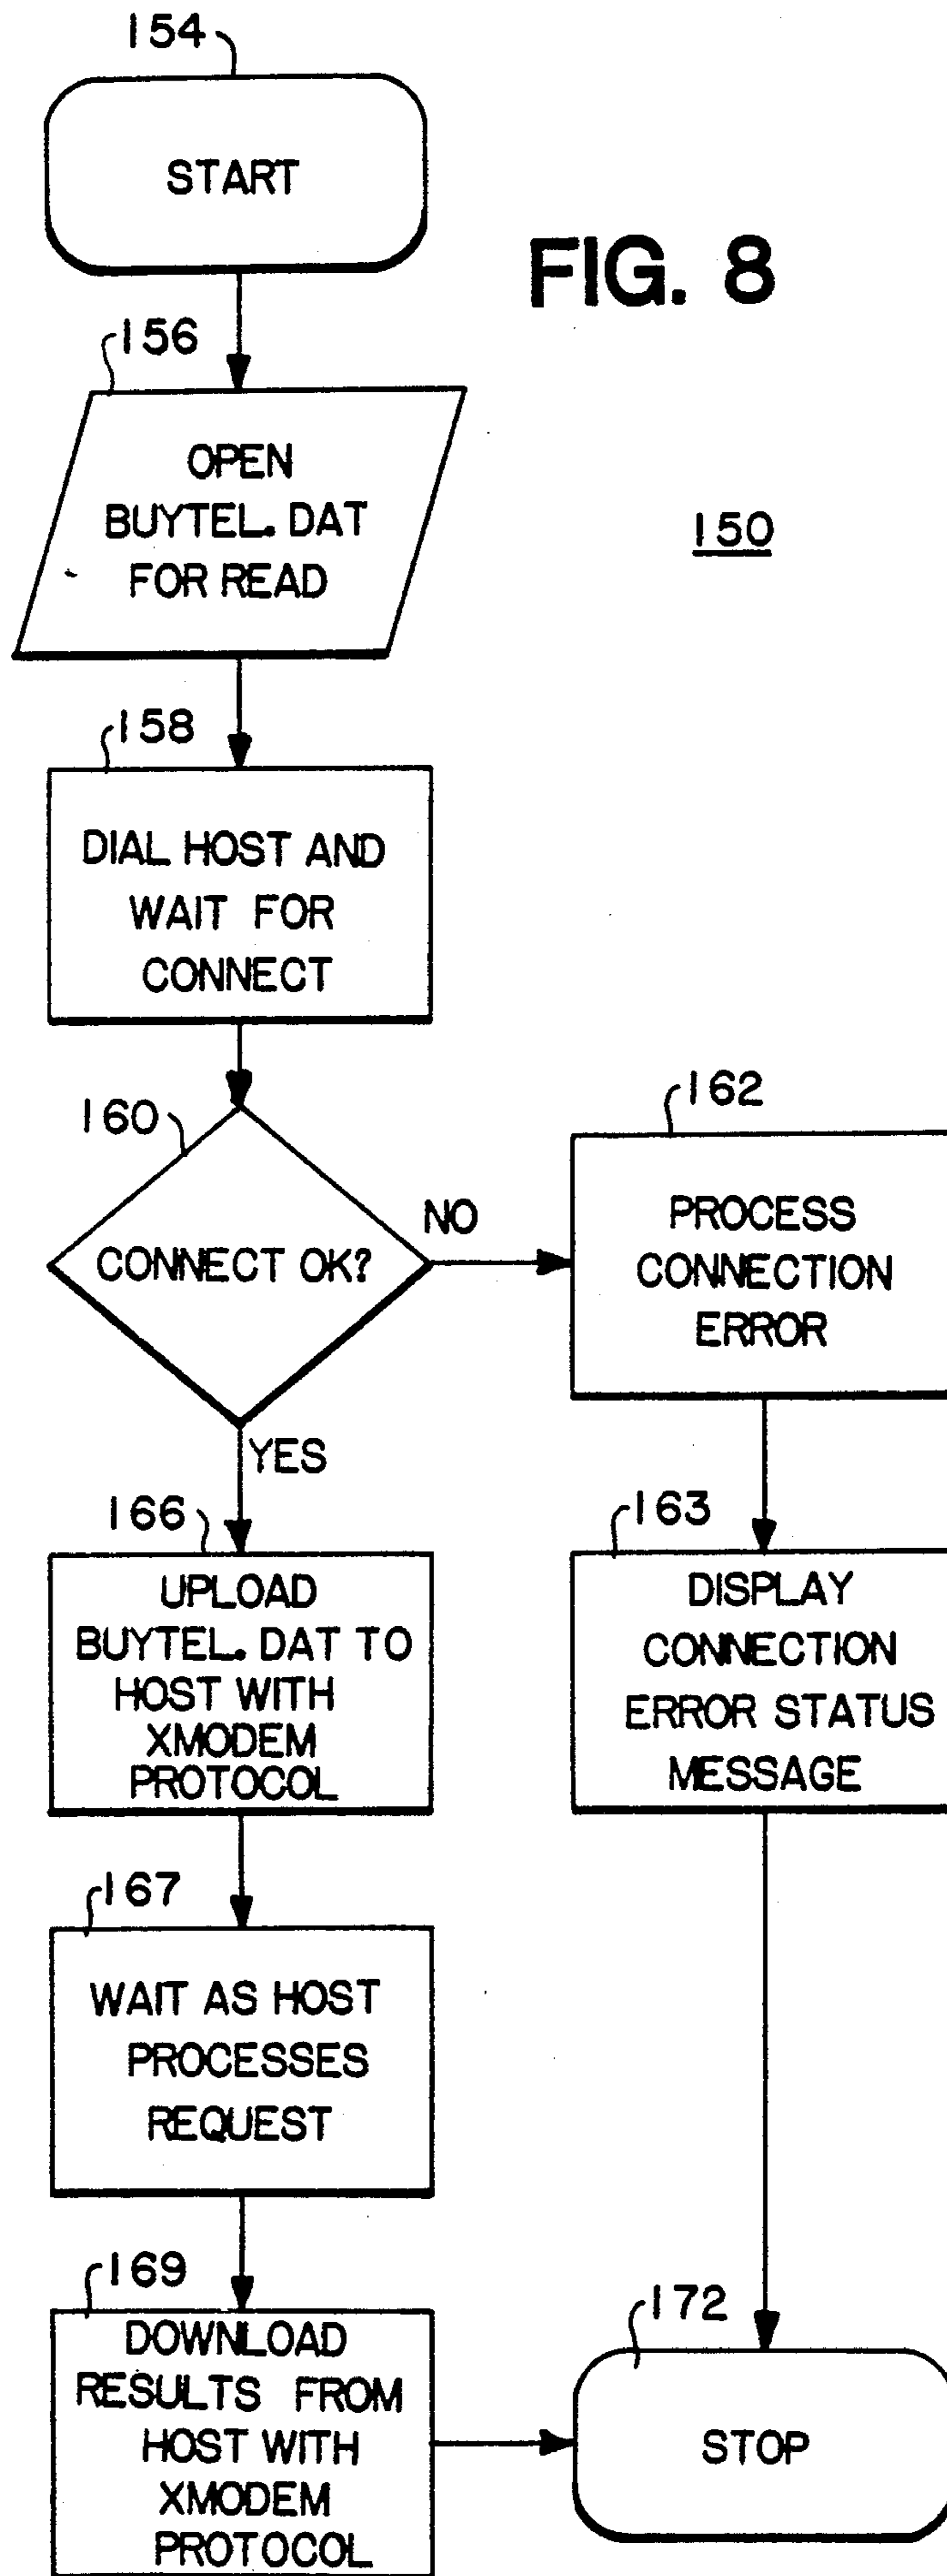 154
START
FIG. 8
156
OPEN
BUYTEL. DAT
FOR READ
150
158
DIAL HOST AND
WAIT FOR
CONNECT
160
CONNECT OK?
NO
162
PROCESS
CONNECTION
ERROR
YES
166
UPLOAD
BUYTEL. DAT TO
HOST WITH
XMODEM
PROTOCOL
163
DISPLAY
CONNECTION
ERROR STATUS
MESSAGE
167
WAIT AS HOST
PROCESSES
REQUEST
169
DOWNLOAD
RESULTS FROM
HOST WITH
XMODEM
PROTOCOL
172
STOP